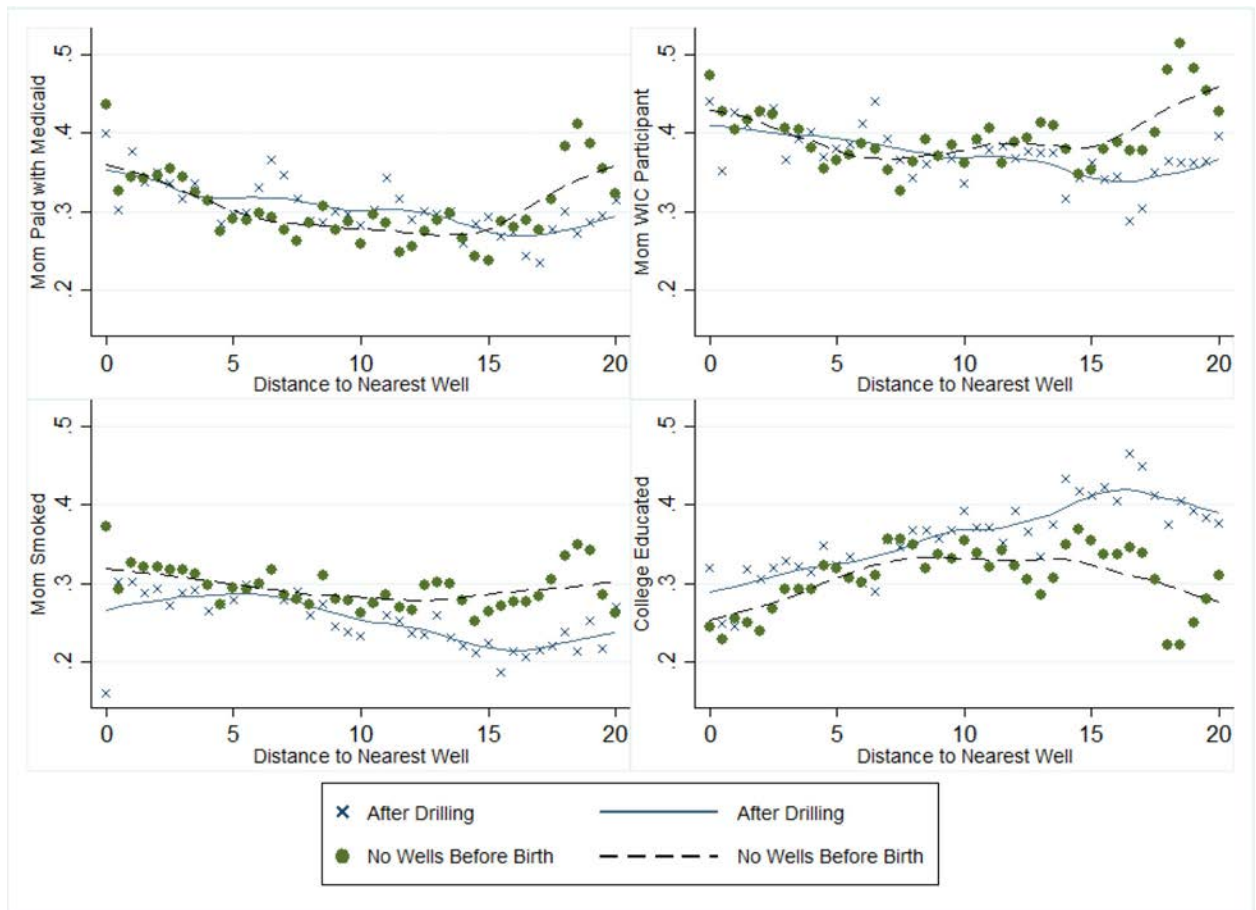 Mom Paid with Medicaid
.5
.4
.3
.2
0 5 10 15 20
Distance to Nearest Well
Mom WIC Participant
.5
.4
.3
.2
0 5 10 15 20
Distance to Nearest Well
Mom Smoked
.5
.4
.3
.2
0 5 10 15 20
Distance to Nearest Well
College Educated
.5
.4
.3
.2
0 5 10 15 20
Distance to Nearest Well
After Drilling After Drilling
No Wells Before Birth No Wells Before Birth